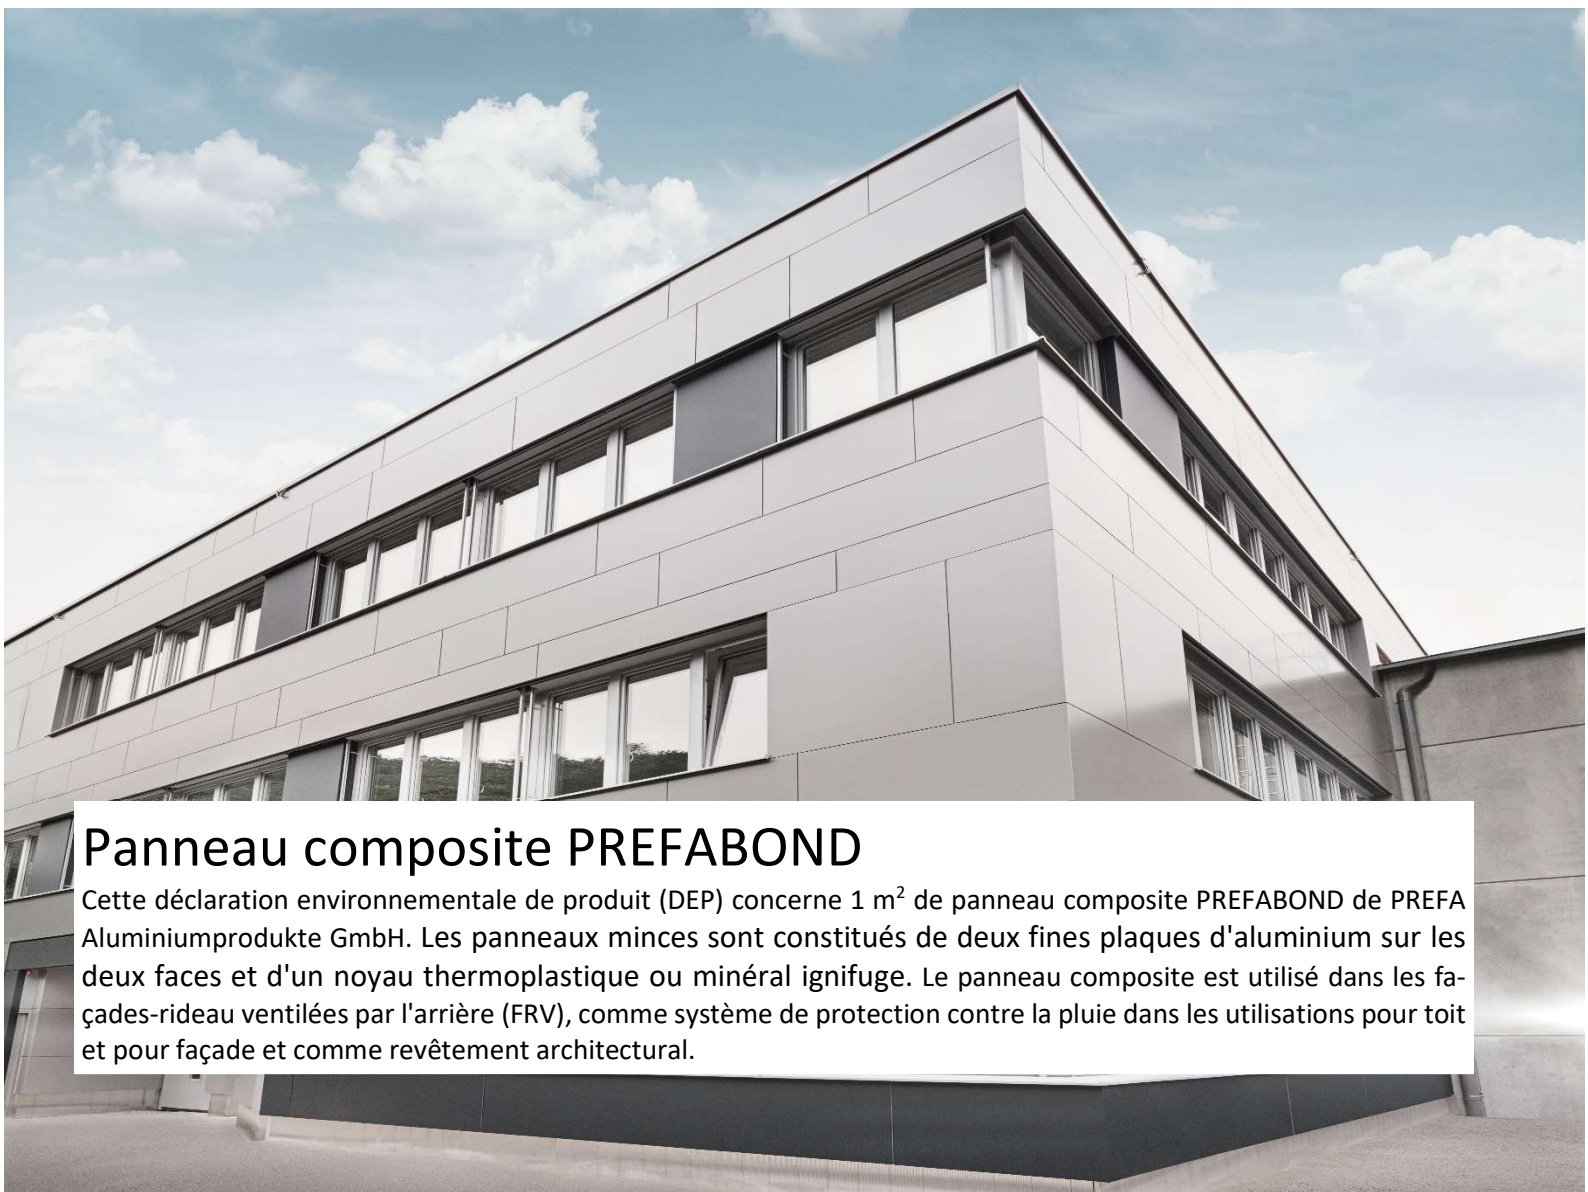 Panneau composite PREFABOND
Cette déclaration environnementale de produit (DEP) concerne 1 m² de panneau composite PREFABOND de PREFA
Aluminiumprodukte GmbH. Les panneaux minces sont constitués de deux fines plaques d'aluminium sur les
deux faces et d'un noyau thermoplastique ou minéral ignifuge. Le panneau composite est utilisé dans les fa-
çades-rideau ventilées par l'arrière (FRV), comme système de protection contre la pluie dans les utilisations pour toit
et pour façade et comme revêtement architectural.